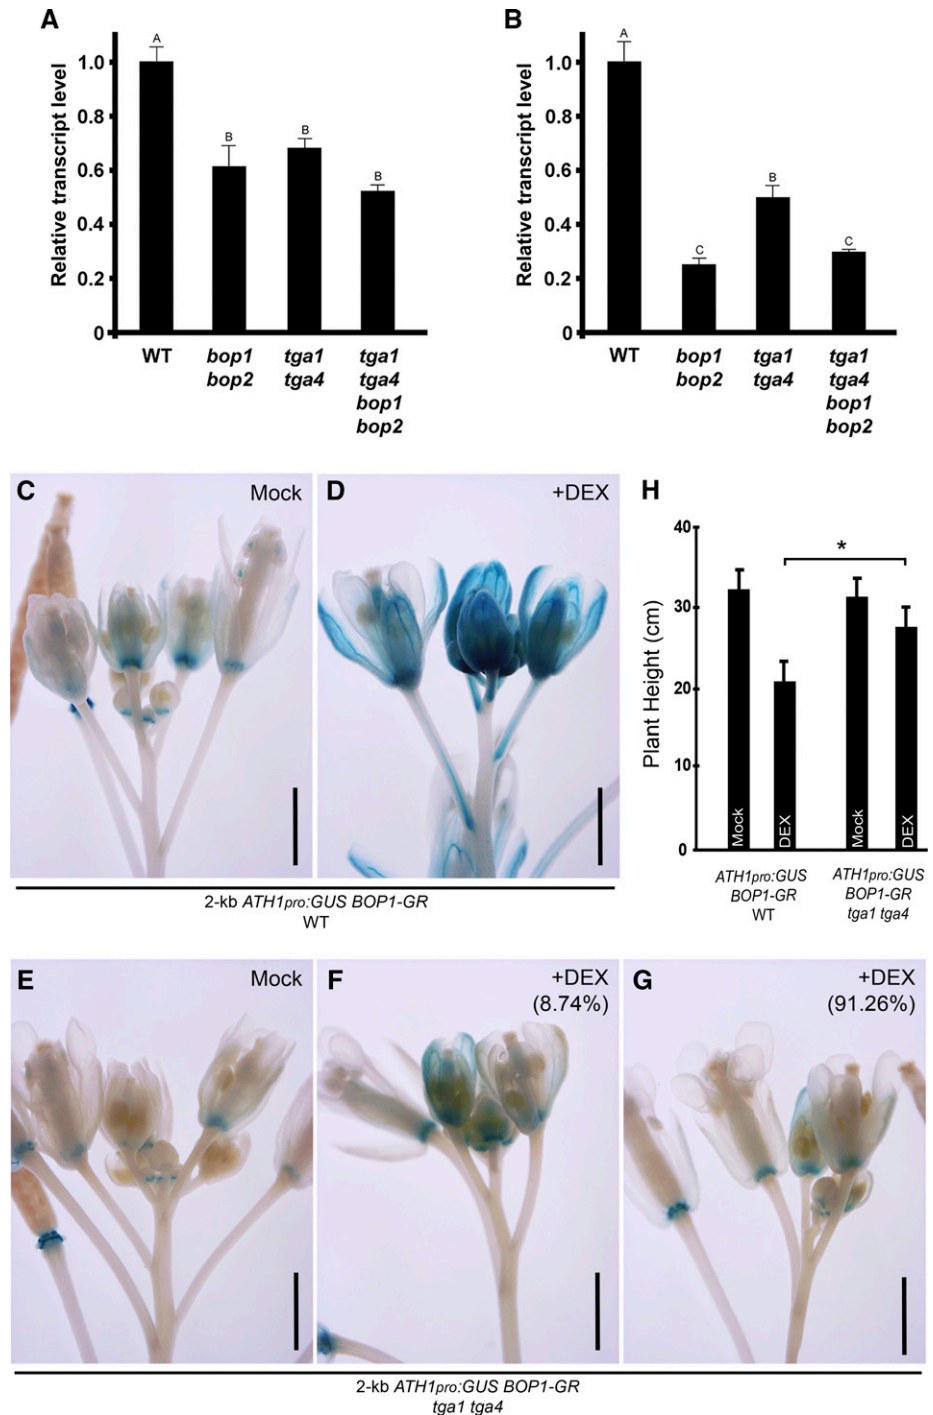 A
Relative transcript level
1.0
0.8
0.6
0.4
0.2
0
A
B
B
B
WT
bop1
bop2
tga1
tga4
tga1
tga4
bop1
bop2
B
Relative transcript level
1.0
0.8
0.6
0.4
0.2
0
A
C
B
C
WT
bop1
bop2
tga1
tga4
tga1
tga4
bop1
bop2
C
Mock
D
+DEX
2-kb ATH1pro:GUS BOP1-GR
WT
H
Plant Height (cm)
40
30
20
10
0
*
Mock
DEX
Mock
DEX
ATH1pro:GUS
BOP1-GR
WT
ATH1pro:GUS
BOP1-GR
tga1 tga4
E
Mock
F
+DEX
(8.74%)
G
+DEX
(91.26%)
2-kb ATH1pro:GUS BOP1-GR
tga1 tga4